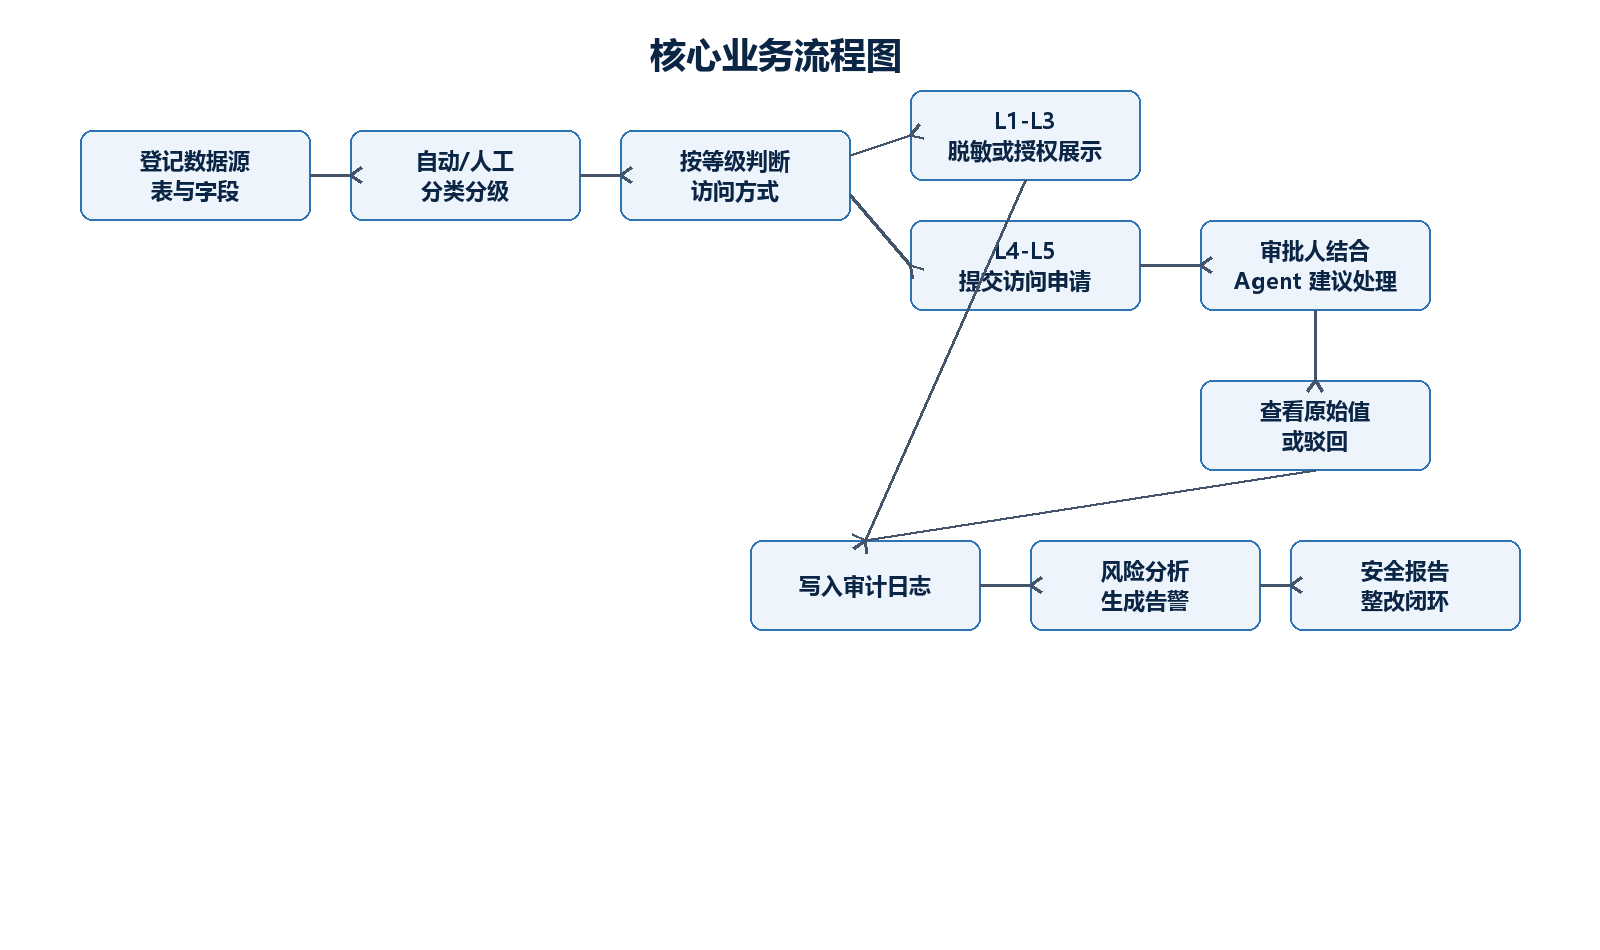 核心业务流程图
登记数据源
表与字段
自动/人工
分类分级
按等级判断
访问方式
L1-L3
脱敏或授权展示
L4-L5
提交访问申请
审批人结合
Agent 建议处理
查看原始值
或驳回
写入审计日志
风险分析
生成告警
安全报告
整改闭环